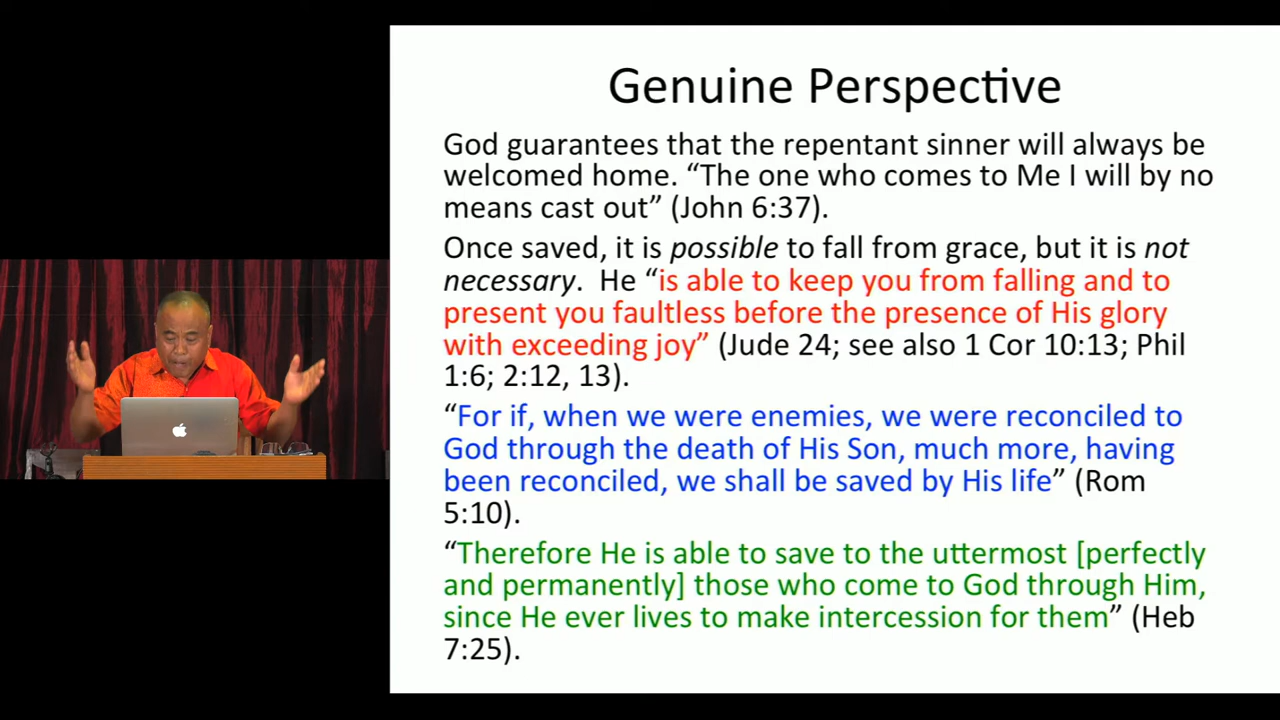 Genuine Perspective
God guarantees that the repentant sinner will always be
welcomed home. “The one who comes to Me I will by no
means cast out” (John 6:37).
Once saved, it is possible to fall from grace, but it is not
necessary.  He “is able to keep you from falling and to
present you faultless before the presence of His glory
with exceeding joy” (Jude 24; see also 1 Cor 10:13; Phil
1:6; 2:12, 13).
“For if, when we were enemies, we were reconciled to
God through the death of His Son, much more, having
been reconciled, we shall be saved by His life” (Rom
5:10).
“Therefore He is able to save to the uttermost [perfectly
and permanently] those who come to God through Him,
since He ever lives to make intercession for them” (Heb
7:25).